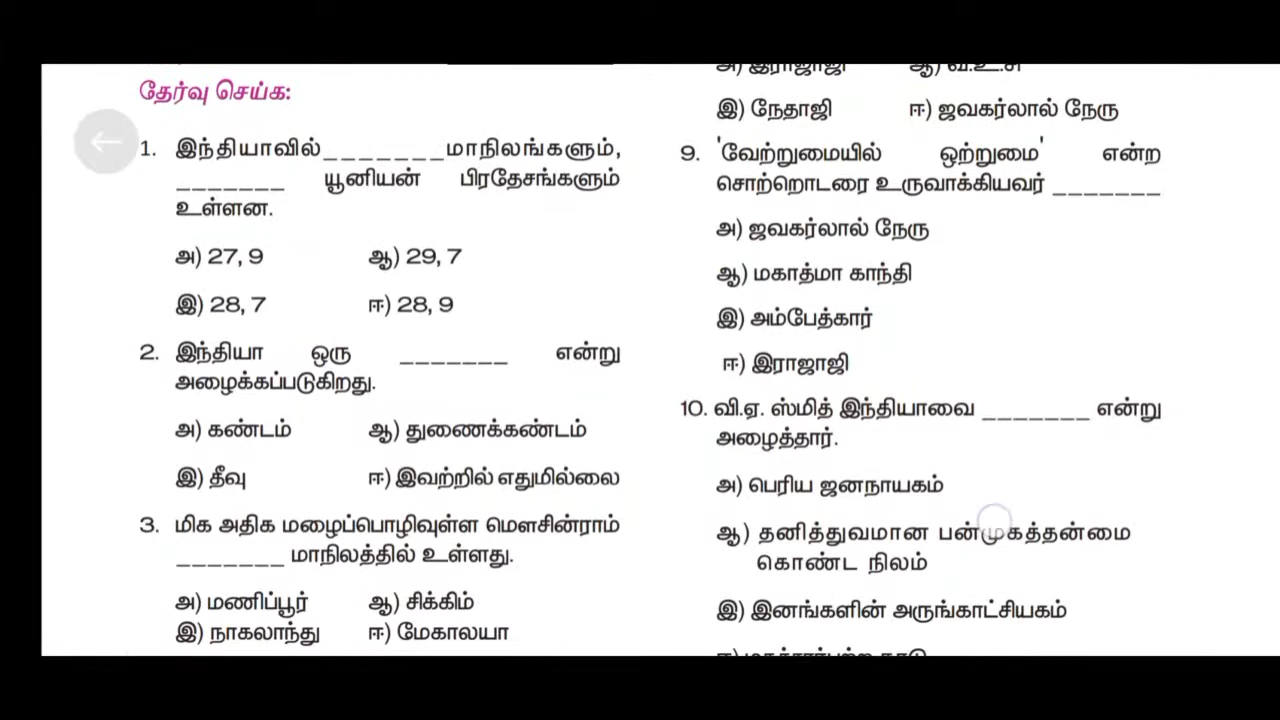 தேர்வு செய்க:
1. இந்தியாவில்_______மாநிலங்களும்,
_______ யூனியன் பிரதேசங்களும்
உள்ளன.
அ) 27, 9 ஆ) 29, 7
இ) 28, 7 ஈ) 28, 9
2. இந்தியா ஒரு _______ என்று
அழைக்கப்படுகிறது.
அ) கண்டம் ஆ) துணைக்கண்டம்
இ) தீவு ஈ) இவற்றில் எதுமில்லை
3. மிக அதிக மழைப்பொழிவுள்ள மௌசின்ராம்
_______ மாநிலத்தில் உள்ளது.
அ) மணிப்பூர் ஆ) சிக்கிம்
இ) நாகலாந்து ஈ) மேகாலயா
அ) இராஜாஜி ஆ) வ.உ.சி
இ) நேதாஜி ஈ) ஜவகர்லால் நேரு
9. 'வேற்றுமையில் ஒற்றுமை' என்ற
சொற்றொடரை உருவாக்கியவர் _______
அ) ஜவகர்லால் நேரு
ஆ) மகாத்மா காந்தி
இ) அம்பேத்கார்
ஈ) இராஜாஜி
10. வி.ஏ. ஸ்மித் இந்தியாவை _______ என்று
அழைத்தார்.
அ) பெரிய ஜனநாயகம்
ஆ) தனித்துவமான பன்முகத்தன்மை
கொண்ட நிலம்
இ) இனங்களின் அருங்காட்சியகம்